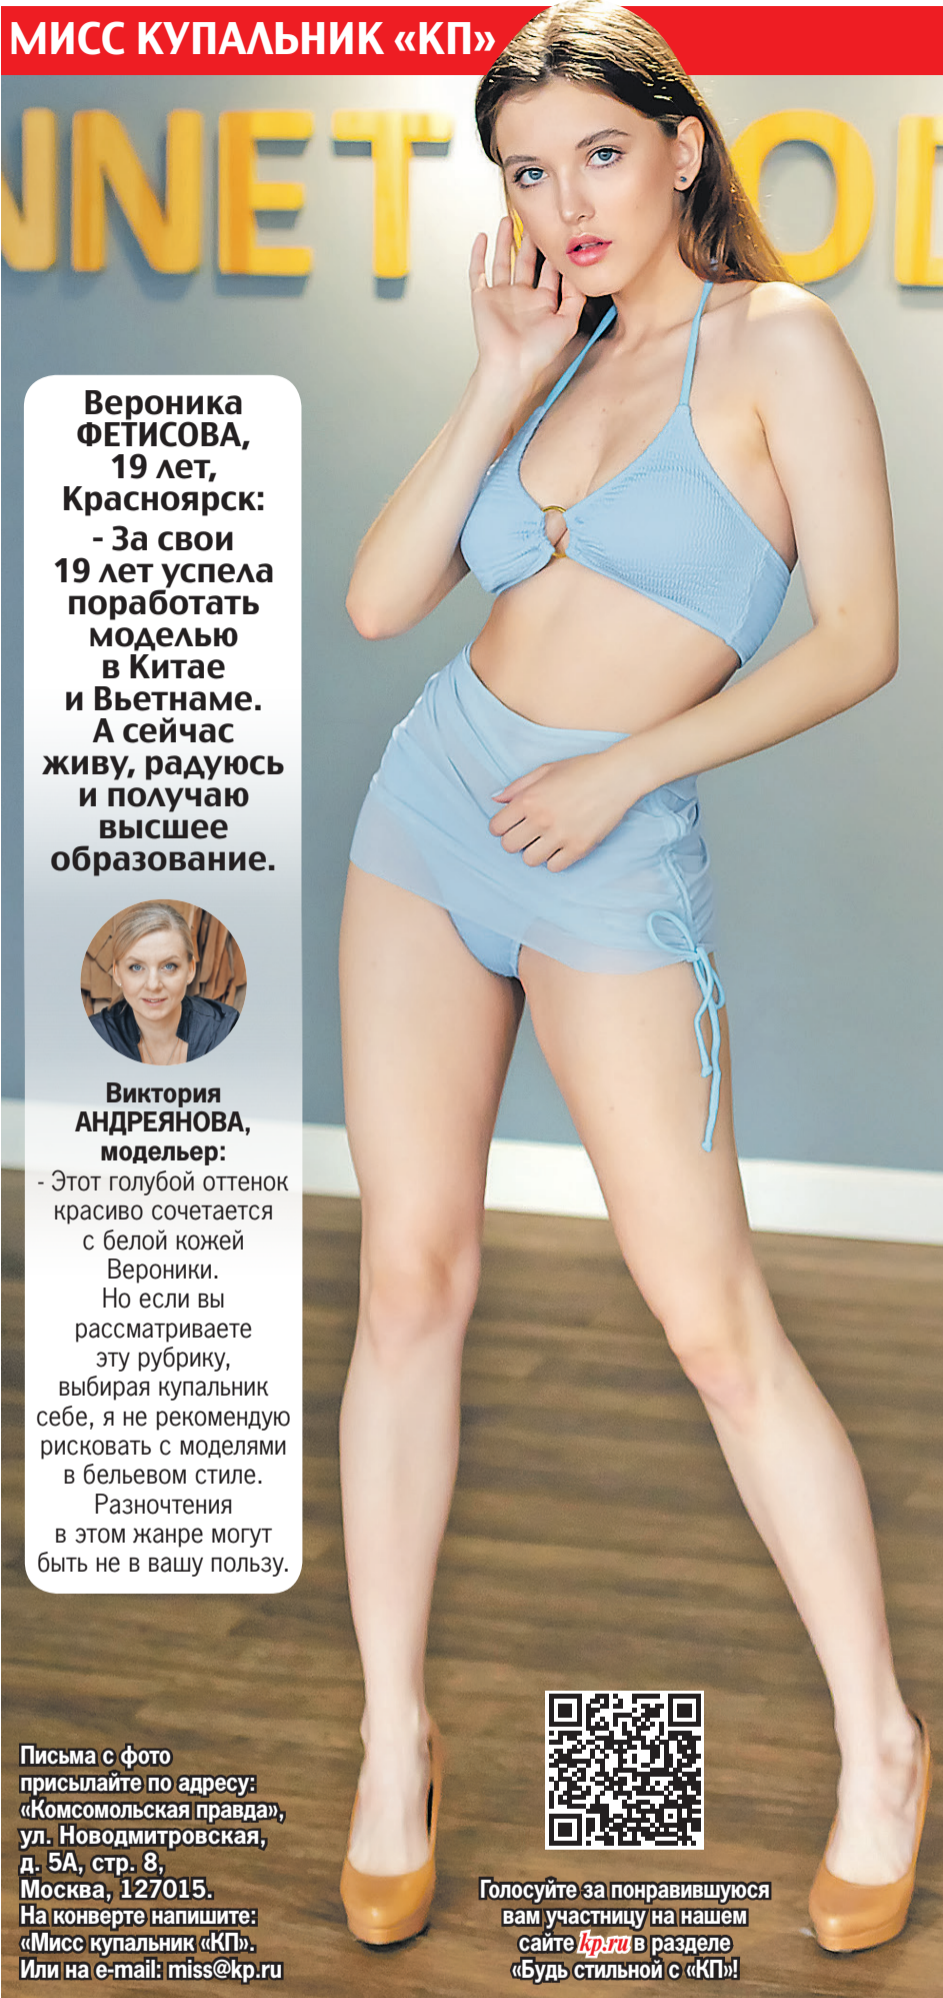 МИСС КУПАЛЬНИК «КП»
NNET
OD
Вероника
ФЕТИСОВА,
19 лет,
Красноярск:
- За свои
19 лет успела
поработать
моделью
в Китае
и Вьетнаме.
А сейчас
живу, радуюсь
и получаю
высшее
образование.
Виктория
АНДРЕЯНОВА,
модельер:
- Этот голубой оттенок
красиво сочетается
с белой кожей
Вероники.
Но если вы
рассматриваете
эту рубрику,
выбирая купальник
себе, я не рекомендую
рисковать с моделями
в бельевом стиле.
Разночтения
в этом жанре могут
быть не в вашу пользу.
Письма с фото
присылайте по адресу:
«Комсомольская правда»,
ул. Новодмитровская,
д. 5А, стр. 8,
Москва, 127015.
На конверте напишите:
«Мисс купальник «КП».
Или на e-mail: miss@kp.ru
Голосуйте за понравившуюся
вам участницу на нашем
сайте kp.ru в разделе
«Будь стильной с «КП»!